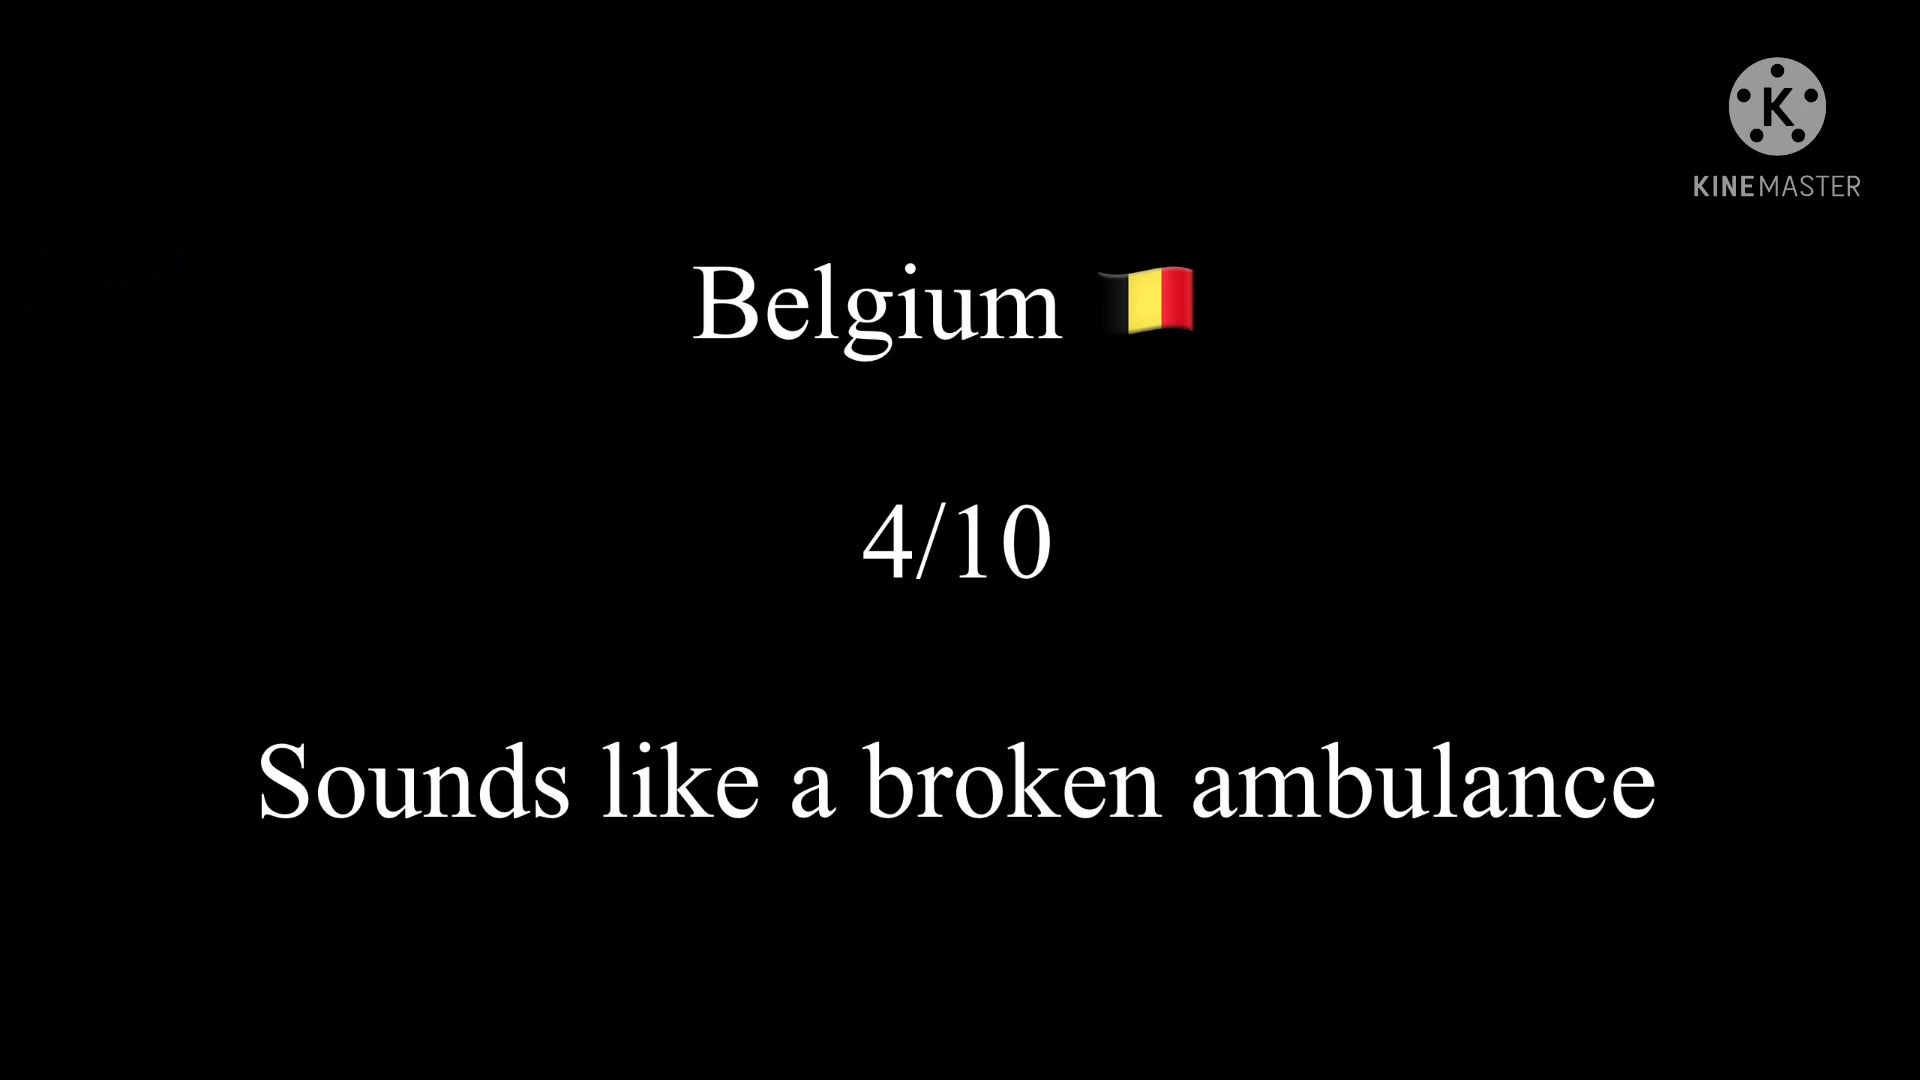 K
KINEMASTER
Belgium 🇧🇪
4/10
Sounds like a broken ambulance